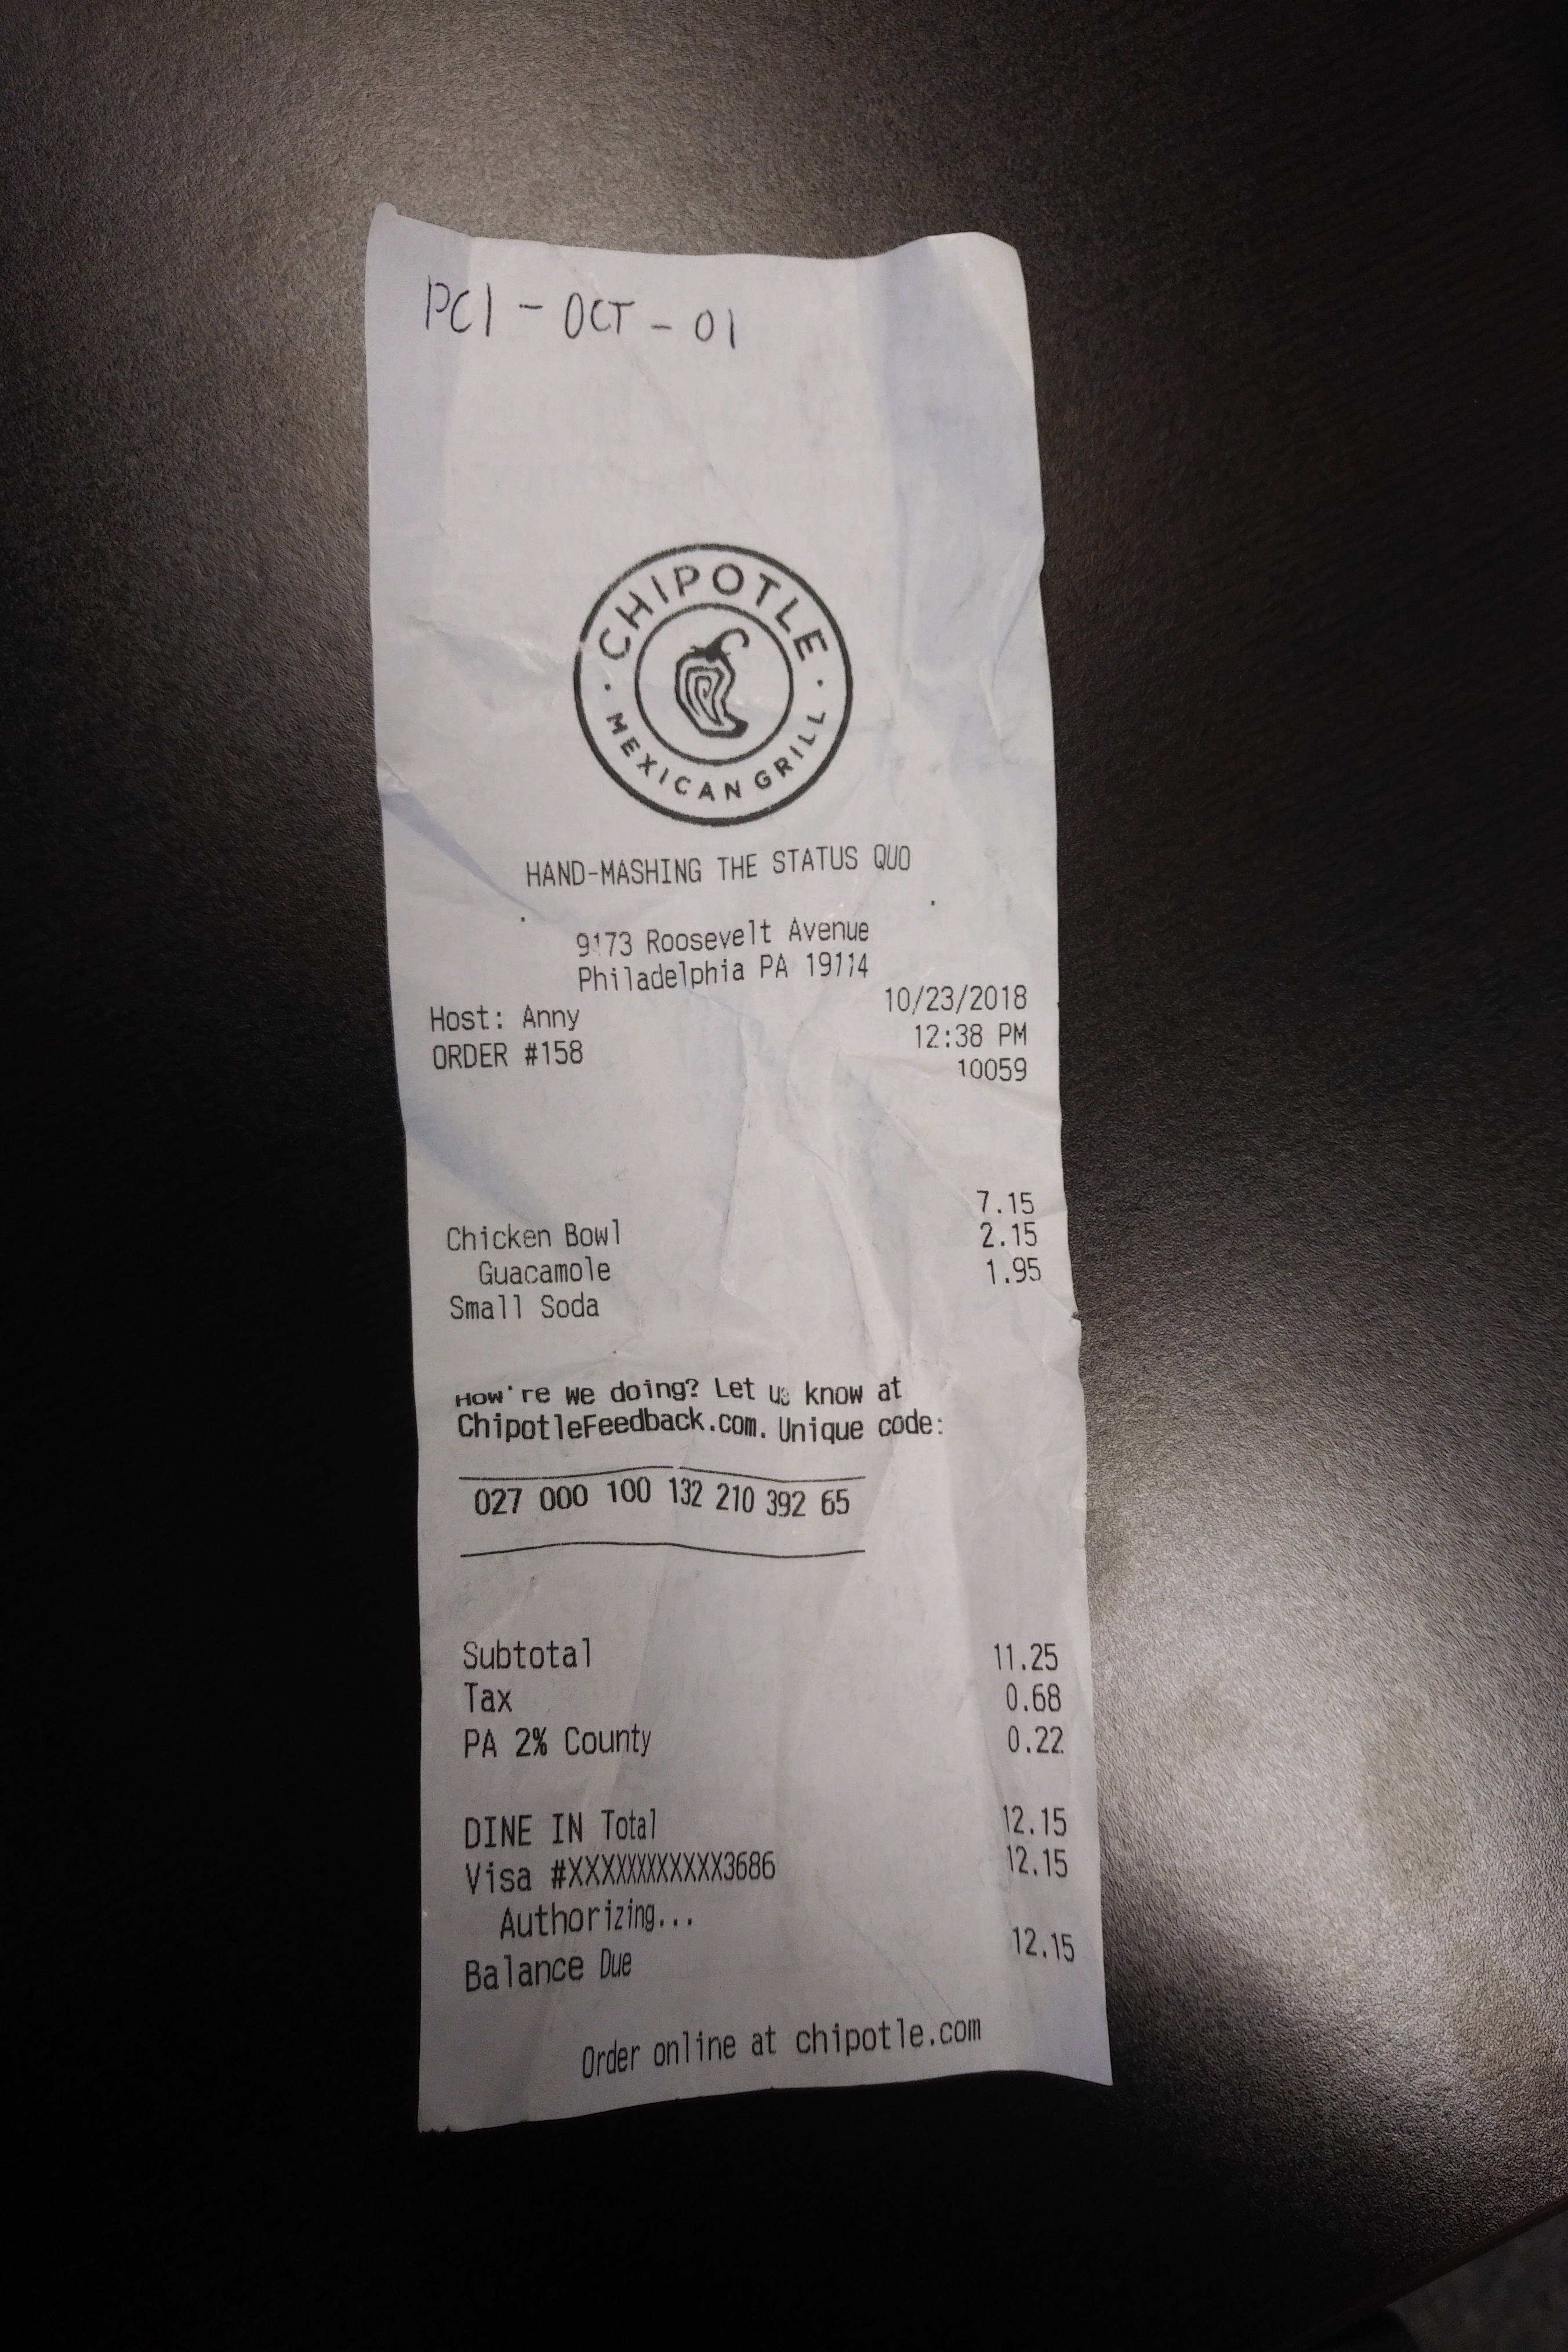 PCI - OCT - 01
CHIPOTLE
MEXICAN GRILL
HAND-MASHING THE STATUS QUO
9173 Roosevelt Avenue
Philadelphia PA 19114
Host: Anny 10/23/2018
ORDER #158 12:38 PM
10059
7.15
Chicken Bowl 2.15
Guacamole 1.95
Small Soda
How're we doing? Let us know at
ChipotleFeedback.com. Unique code:
027 000 100 132 210 392 65
Subtotal 11.25
Tax 0.68
PA 2% County 0.22
DINE IN Total 12.15
Visa #XXXXXXXXXXXX3686 12.15
Authorizing...
Balance Due 12.15
Order online at chipotle.com